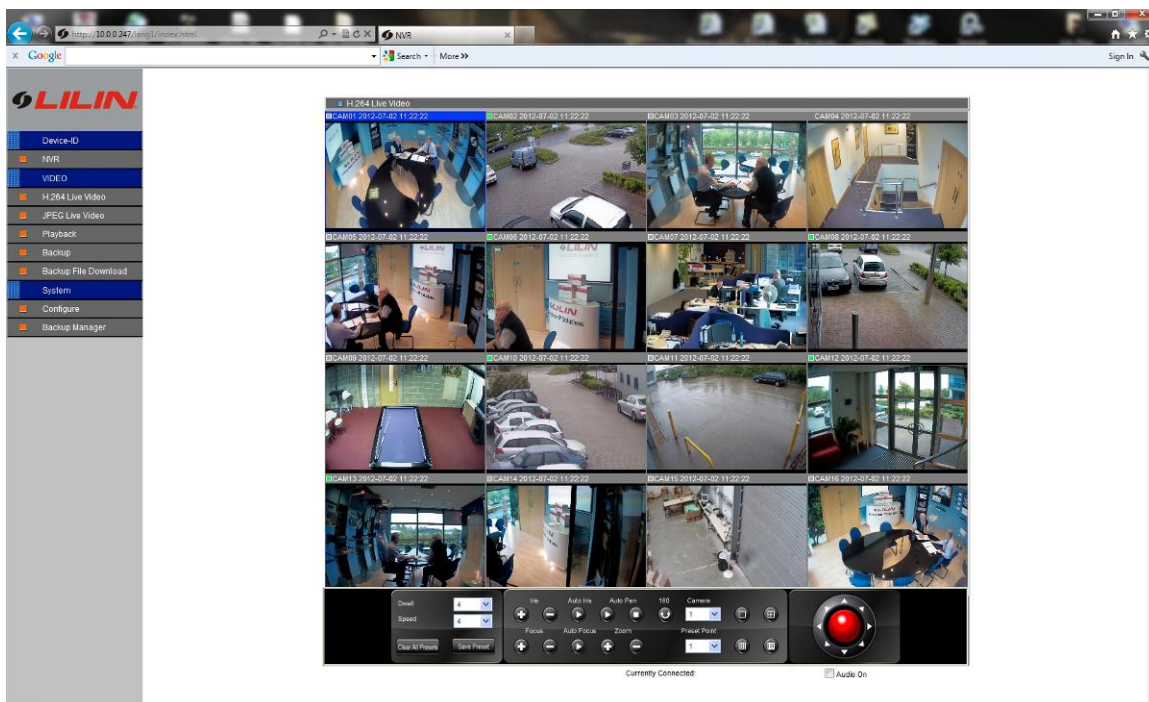 http://10.0.0.247/lang1/index.html
NVR
Google
Search
More
Sign In
LILIN
Device-ID
NVR
VIDEO
H.264 Live Video
JPEG Live Video
Playback
Backup
Backup File Download
System
Configure
Backup Manager
H.264 Live Video
CAM01 2012-07-02 11:22:22
CAM02 2012-07-02 11:22:22
CAM03 2012-07-02 11:22:22
CAM04 2012-07-02 11:22:22
CAM05 2012-07-02 11:22:22
CAM06 2012-07-02 11:22:22
CAM07 2012-07-02 11:22:22
CAM08 2012-07-02 11:22:22
LILIN
LILIN
CAM09 2012-07-02 11:22:22
CAM10 2012-07-02 11:22:22
CAM11 2012-07-02 11:22:22
CAM12 2012-07-02 11:22:22
CAM13 2012-07-02 11:22:22
CAM14 2012-07-02 11:22:22
CAM15 2012-07-02 11:22:22
CAM16 2012-07-02 11:22:22
Dwell 4
Speed 4
Clear All Presets Save Preset
Iris Auto Iris Auto Pan 180 Camera
1
Focus Auto Focus Zoom Preset Point
1
Currently Connected:
Audio On